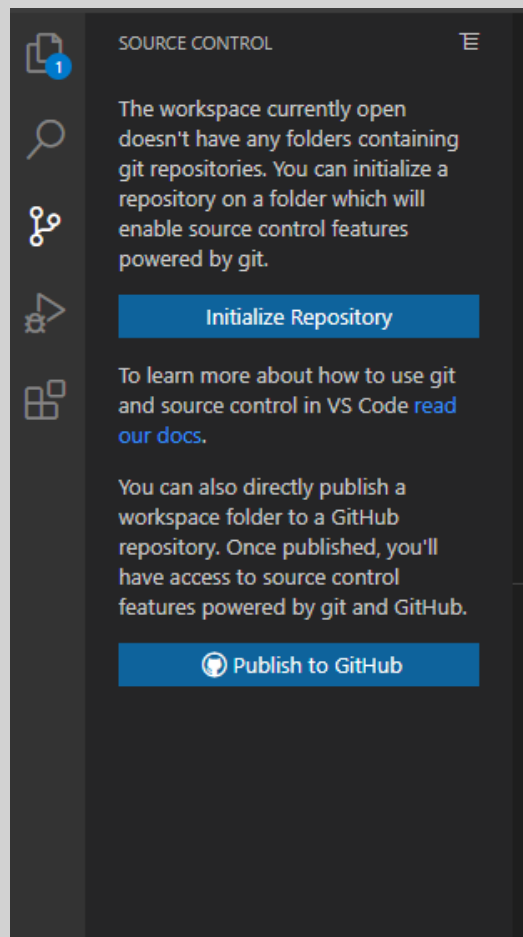 SOURCE CONTROL
1
The workspace currently open
doesn't have any folders containing
git repositories. You can initialize a
repository on a folder which will
enable source control features
powered by git.
Initialize Repository
To learn more about how to use git
and source control in VS Code read
our docs.
You can also directly publish a
workspace folder to a GitHub
repository. Once published, you'll
have access to source control
features powered by git and GitHub.
Publish to GitHub